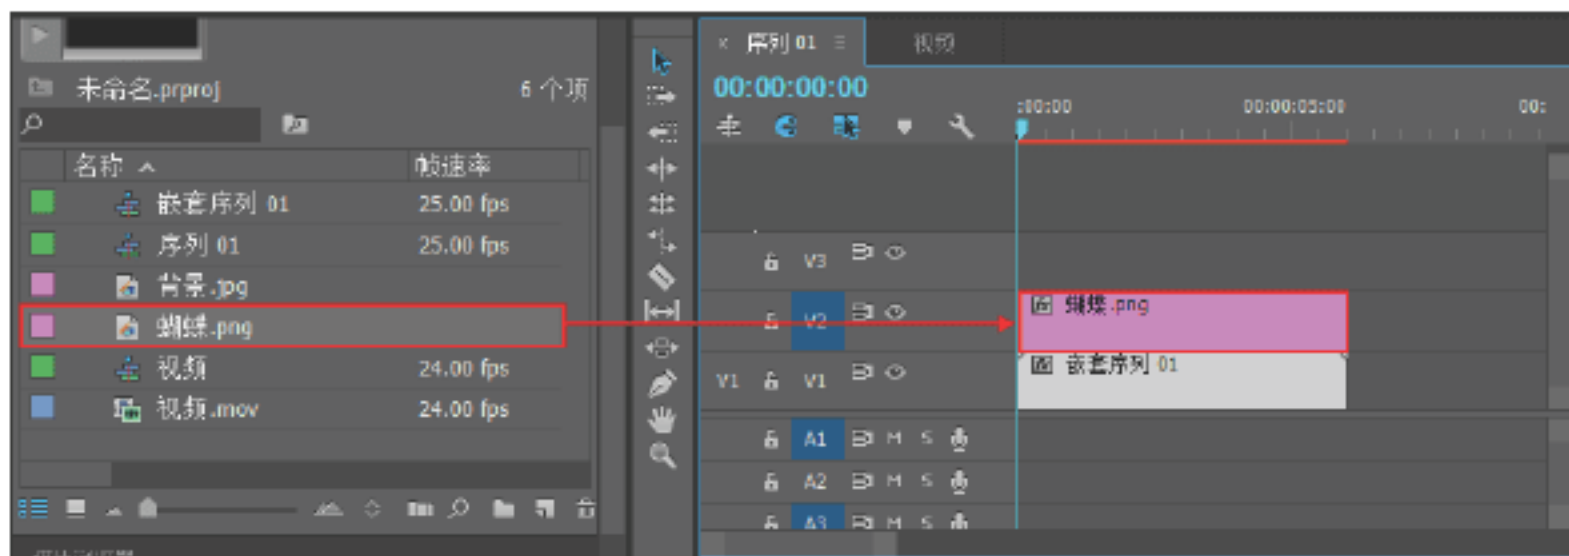 未命名.prproj
6 个项
名称
帧速率
嵌套序列 01
25.00 fps
序列 01
25.00 fps
背景.jpg
蝴蝶.png
视频
24.00 fps
视频.mov
24.00 fps
× 序列 01
视频
00:00:00:00
:00:00
00:00:05:00
00:
V3
V2
蝴蝶.png
V1
V1
嵌套序列 01
A1
M S
A2
M S
A3
M S